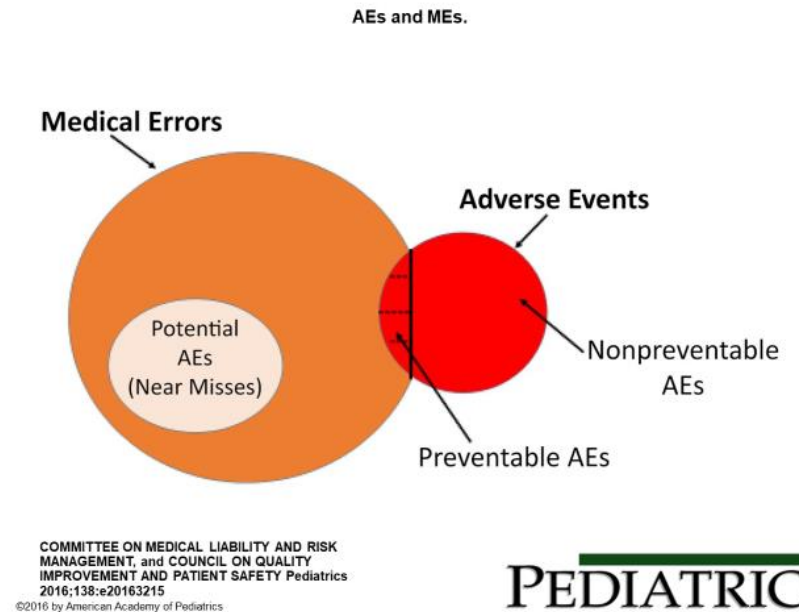 AEs and MEs.
Medical Errors
Adverse Events
Potential
AEs
(Near Misses)
Nonpreventable
AEs
Preventable AEs
COMMITTEE ON MEDICAL LIABILITY AND RISK
MANAGEMENT, and COUNCIL ON QUALITY
IMPROVEMENT AND PATIENT SAFETY Pediatrics
2016;138:e20163215
©2016 by American Academy of Pediatrics
PEDIATRIC